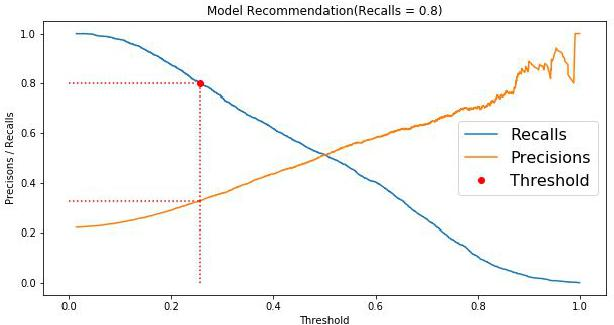 Model Recommendation(Recalls = 0.8)
Precisons / Recalls
1.0
0.8
0.6
0.4
0.2
0.0
Recalls
Precisions
Threshold
0.0 0.2 0.4 0.6 0.8 1.0
Threshold